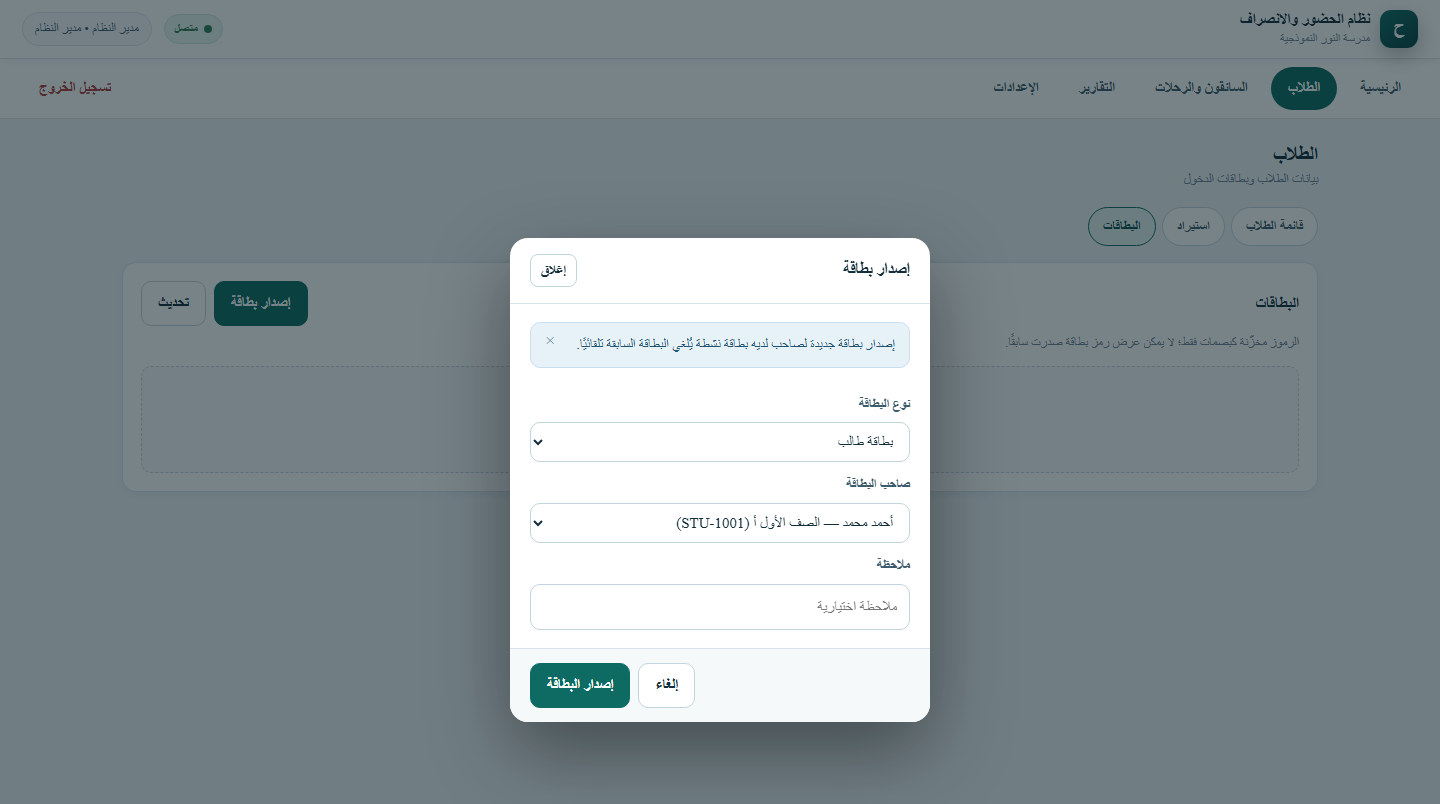 ح
نظام الحضور والانصراف
مدرسة النور النموذجية
متصل
مدير النظام • مدير النظام
الرئيسية
الطلاب
السائقون والرحلات
التقارير
الإعدادات
تسجيل الخروج
الطلاب
بيانات الطلاب وبطاقات الدخول
قائمة الطلاب
استيراد
البطاقات
البطاقات
إصدار بطاقة
تحديث
الرموز مخزّنة كبصمات فقط؛ لا يمكن عرض رمز بطاقة صدرت سابقًا.
إصدار بطاقة
إغلاق
إصدار بطاقة جديدة لصاحب لديه بطاقة نشطة يُلغي البطاقة السابقة تلقائيًا.
×
نوع البطاقة
بطاقة طالب
صاحب البطاقة
أحمد محمد — الصف الأول أ (STU-1001)
ملاحظة
ملاحظة اختيارية
إلغاء
إصدار البطاقة